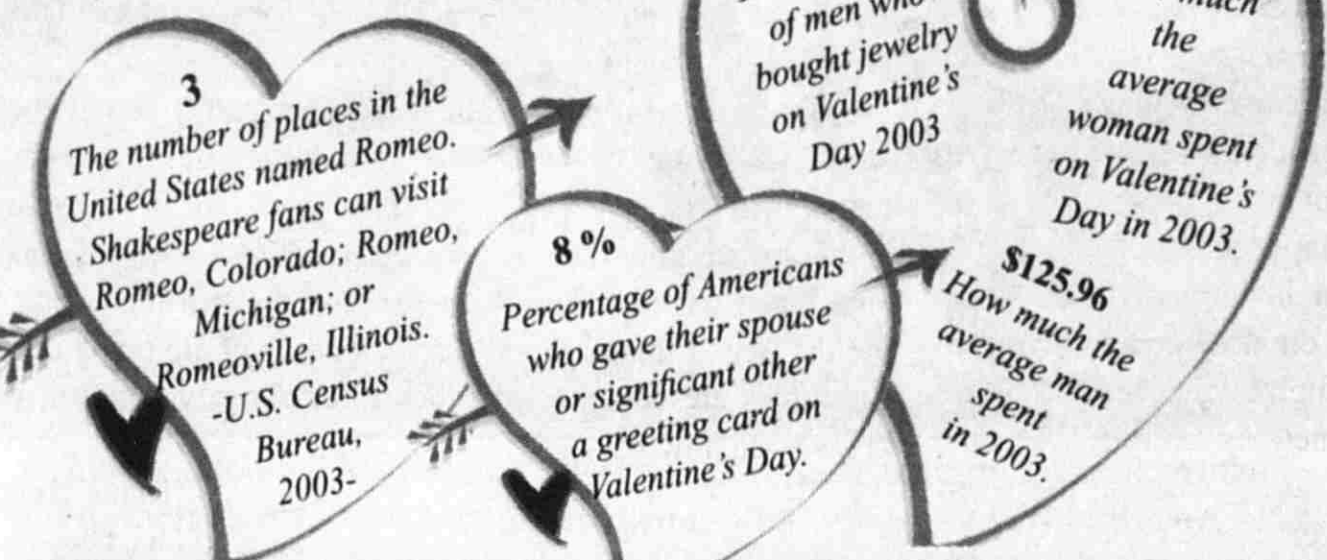 3
The number of places in the
United States named Romeo.
Shakespeare fans can visit
Romeo, Colorado; Romeo,
Michigan; or
Romeoville, Illinois.
-U.S. Census
Bureau,
2003-
8 %
Percentage of Americans
who gave their spouse
or significant other
a greeting card on
Valentine's Day.
of men who
bought jewelry
on Valentine's
Day 2003
much
the
average
woman spent
on Valentine's
Day in 2003.
$125.96
How much the
average man
spent
in 2003.